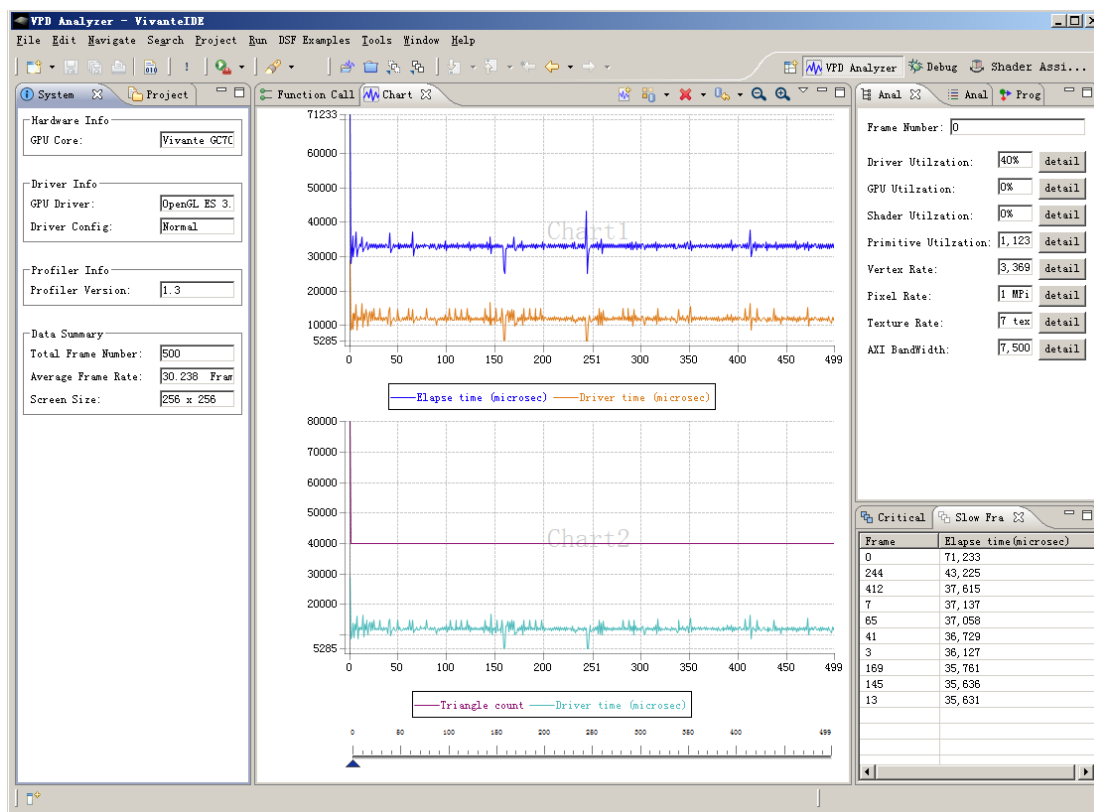 VPD Analyzer - VivanteIDE
File Edit Navigate Search Project Run DSF Examples Tools Window Help
VPD Analyzer Debug Shader Assi...
System Project
Hardware Info
GPU Core: Vivante GC7C
Driver Info
GPU Driver: OpenGL ES 3.
Driver Config: Normal
Profiler Info
Profiler Version: 1.3
Data Summary
Total Frame Number: 500
Average Frame Rate: 30.238 Fram
Screen Size: 256 x 256
Function Call Chart
71233
60000
50000
40000
30000
20000
10000
5285
Chart1
0 50 100 150 200 251 300 350 400 450 499
Elapse time (microsec) Driver time (microsec)
80000
70000
60000
50000
40000
30000
20000
5285
Chart2
0 50 100 150 200 251 300 350 400 450 499
Triangle count Driver time (microsec)
0 50 100 150 200 250 300 350 400 499
Anal Anal Prog
Frame Number: 0
Driver Utilzation: 40% detail
GPU Utilzation: 0% detail
Shader Utilzation: 0% detail
Primitive Utilzation: 1,123 detail
Vertex Rate: 3,369 detail
Pixel Rate: 1 MPi detail
Texture Rate: 7 tex detail
AXI BandWidth: 7,500 detail
Critical Slow Fra
Frame Elapse time(microsec)
0 71,233
244 43,225
412 37,615
7 37,137
65 37,058
41 36,729
3 36,127
169 35,761
145 35,636
13 35,631